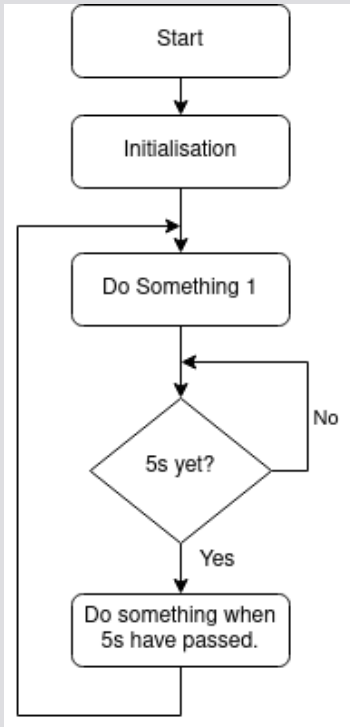 Start
Initialisation
Do Something 1
5s yet?
No
Yes
Do something when
5s have passed.